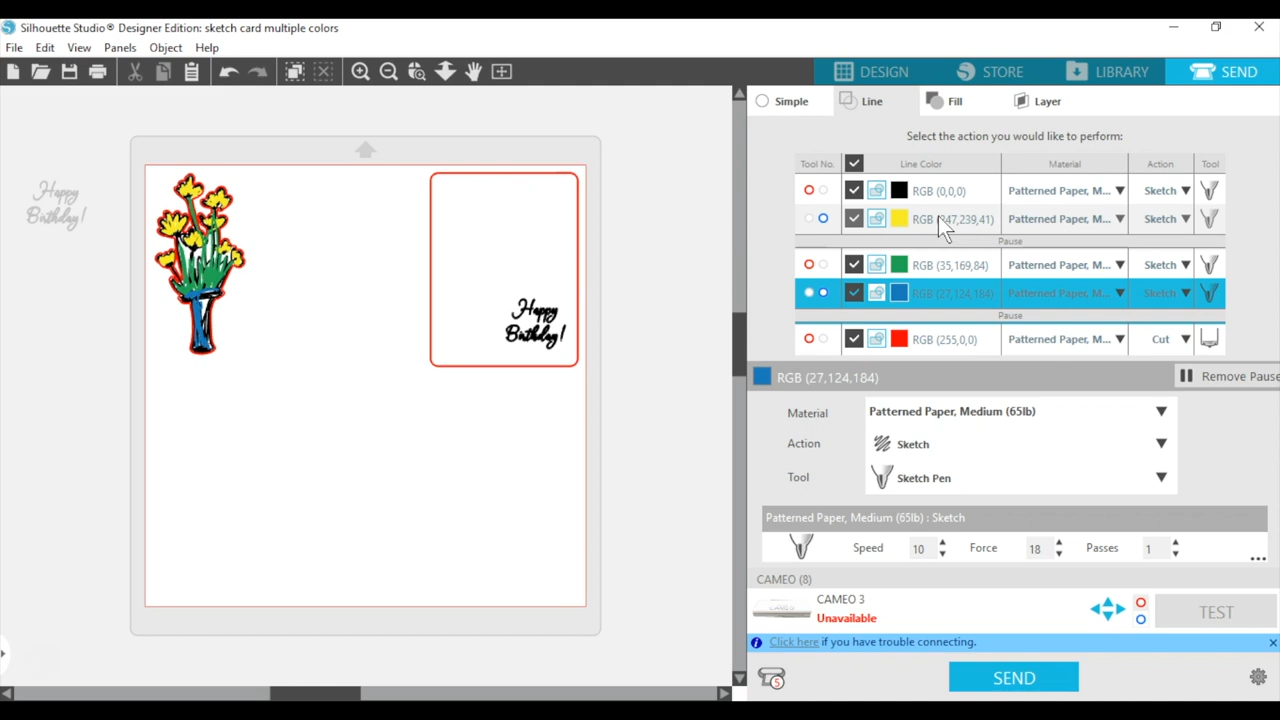 Silhouette Studio® Designer Edition: sketch card multiple colors
File Edit View Panels Object Help
DESIGN STORE LIBRARY SEND
Simple Line Fill Layer
Select the action you would like to perform:
Tool No. Line Color Material Action Tool
RGB (0,0,0) Patterned Paper, M... Sketch
RGB 47,239,41) Patterned Paper, M... Sketch
Pause
RGB (35,169,84) Patterned Paper, M... Sketch
RGB (27,124,184) Patterned Paper, M... Sketch
Pause
RGB (255,0,0) Patterned Paper, M... Cut
RGB (27,124,184) Remove Pause
Material Patterned Paper, Medium (65lb)
Action Sketch
Tool Sketch Pen
Patterned Paper, Medium (65lb) : Sketch
Speed 10 Force 18 Passes 1
CAMEO (8)
CAMEO 3
Unavailable
TEST
Click here if you have trouble connecting.
SEND
Happy
Birthday!
Happy
Birthday!